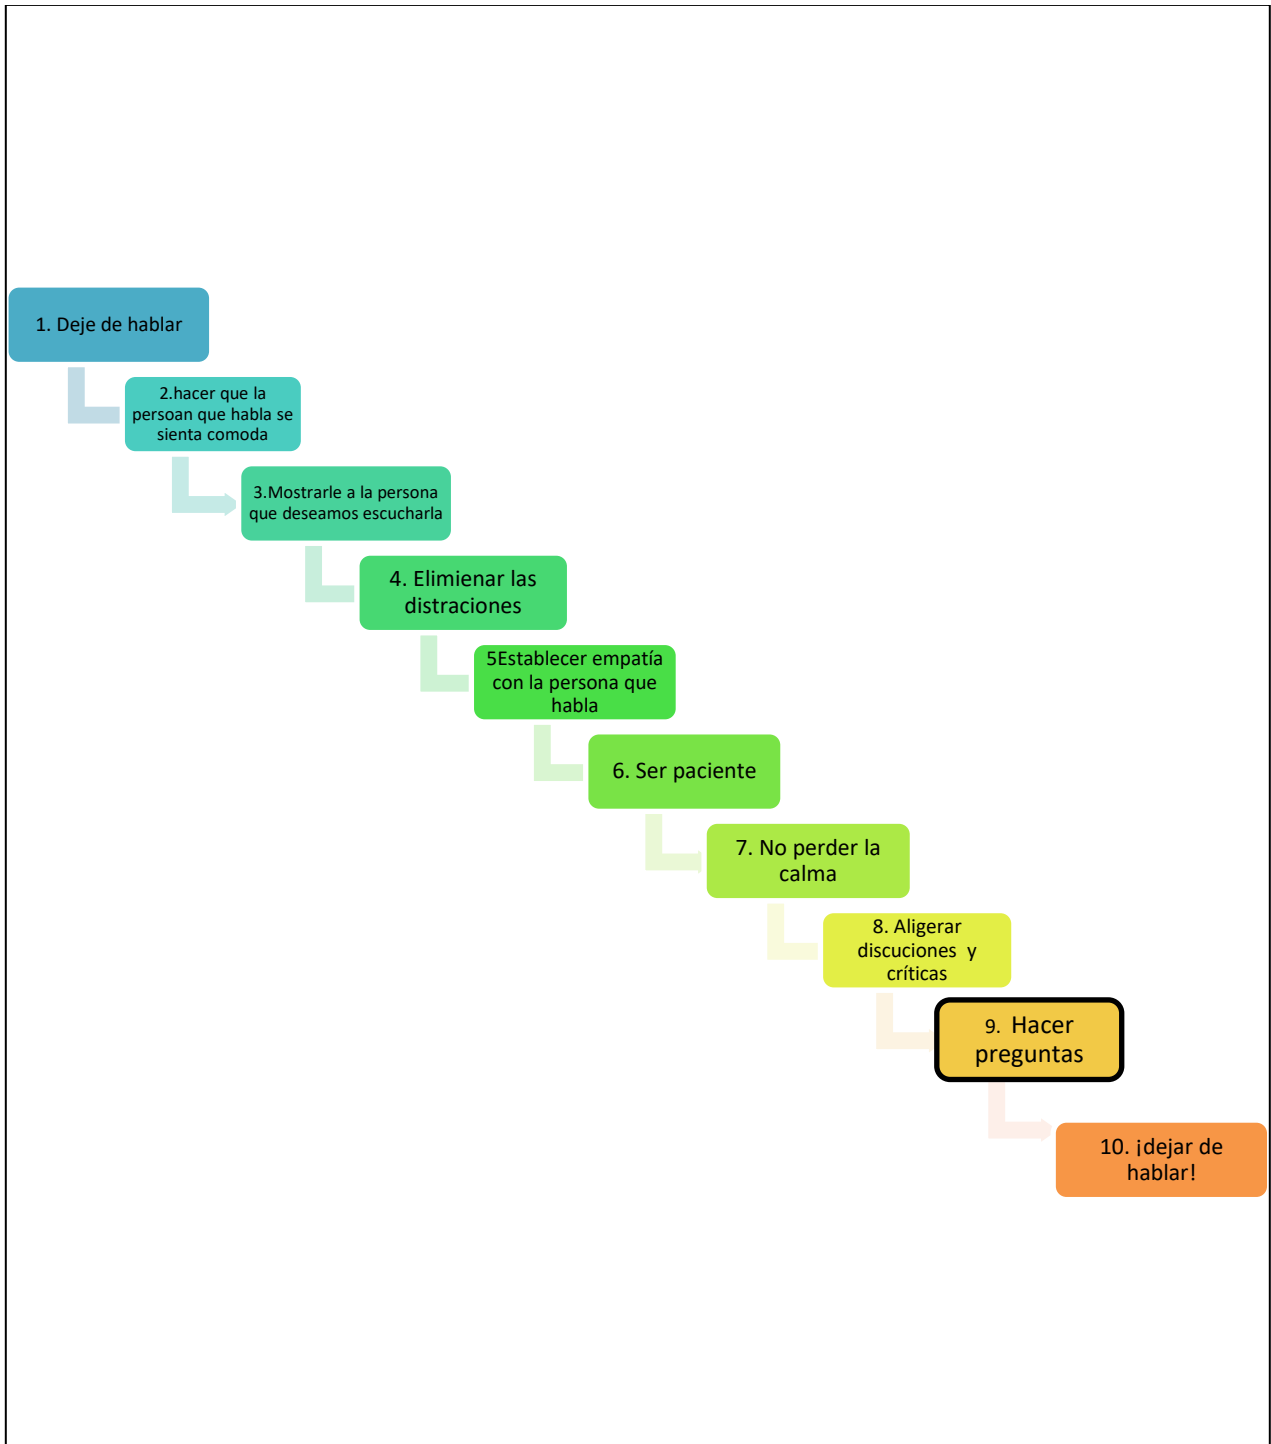 1. Deje de hablar
2.hacer que la
persoan que habla se
sienta comoda
3.Mostrarle a la persona
que deseamos escucharla
4. Elimienar las
distraciones
5Establecer empatía
con la persona que
habla
6. Ser paciente
7. No perder la
calma
8. Aligerar
discuciones  y
críticas
9. Hacer
preguntas
10. ¡dejar de
hablar!